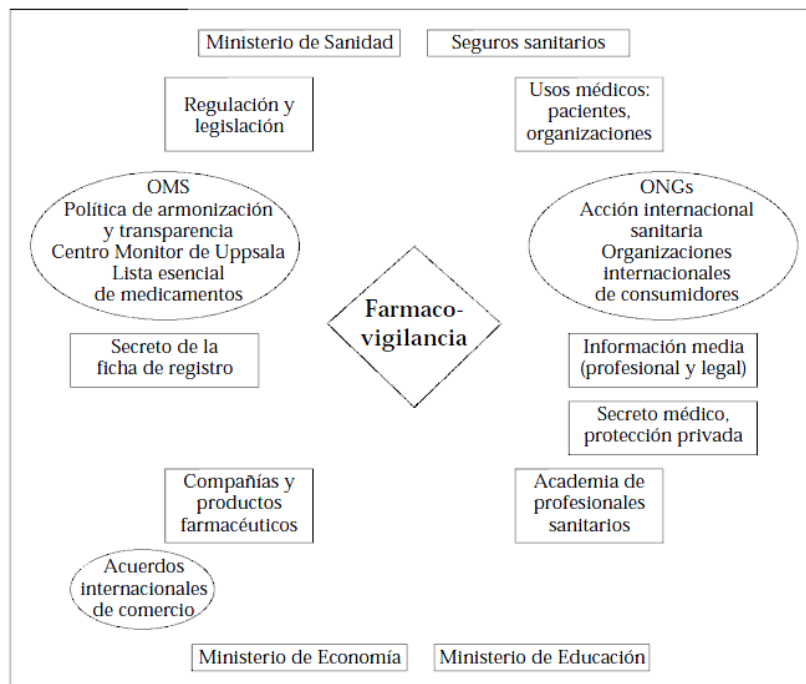 Ministerio de Sanidad
Seguros sanitarios
Regulación y
legislación
Usos médicos:
pacientes,
organizaciones
OMS
Política de armonización
y transparencia
Centro Monitor de Uppsala
Lista esencial
de medicamentos
ONGs
Acción internacional
sanitaria
Organizaciones
internacionales
de consumidores
Farmaco-
vigilancia
Secreto de la
ficha de registro
Información media
(profesional y legal)
Secreto médico,
protección privada
Compañías y
productos
farmacéuticos
Academia de
profesionales
sanitarios
Acuerdos
internacionales
de comercio
Ministerio de Economía
Ministerio de Educación